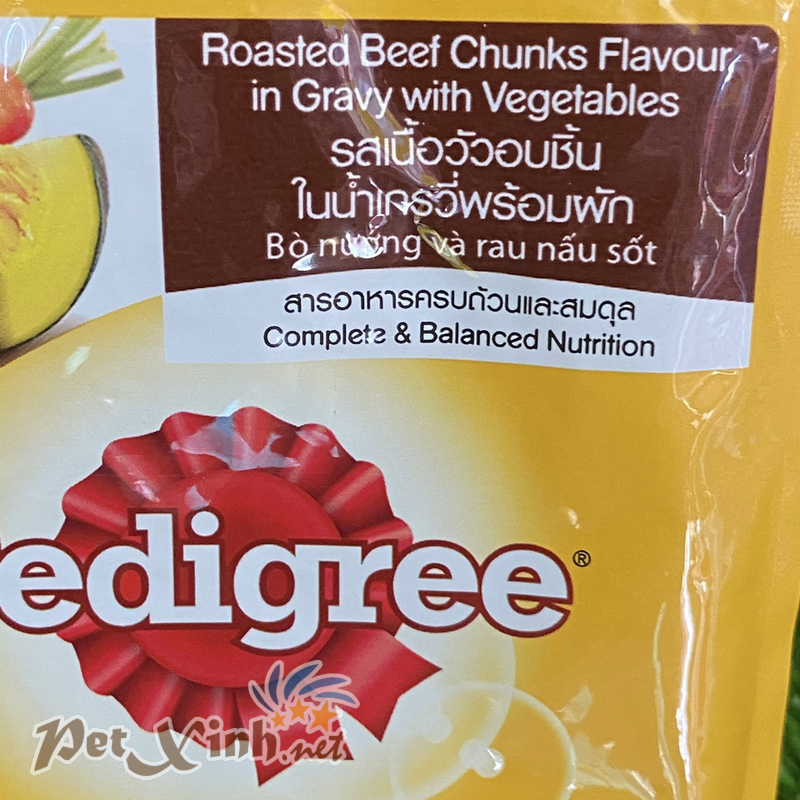 Roasted Beef Chunks Flavour
in Gravy with Vegetables
รสเนื้อวัวอบชิ้น
ในน้ำเกรวี่พร้อมผัก
Bò nướng và rau nấu sốt
สารอาหารครบถ้วนและสมดุล
Complete & Balanced Nutrition
edigree®
Pet Xinh.net